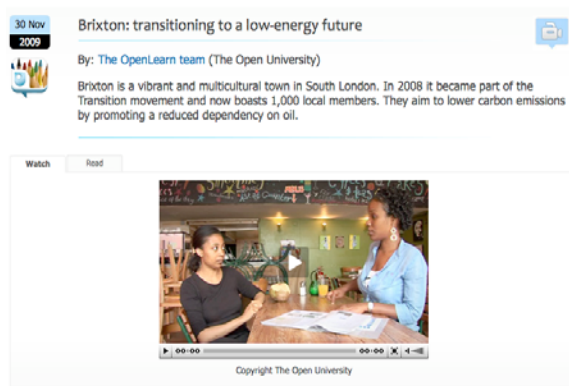 30 Nov
2009
Brixton: transitioning to a low-energy future
By: The OpenLearn team (The Open University)
Brixton is a vibrant and multicultural town in South London. In 2008 it became part of the
Transition movement and now boasts 1,000 local members. They aim to lower carbon emissions
by promoting a reduced dependency on oil.
Watch
Read
00:00
00:00
Copyright The Open University